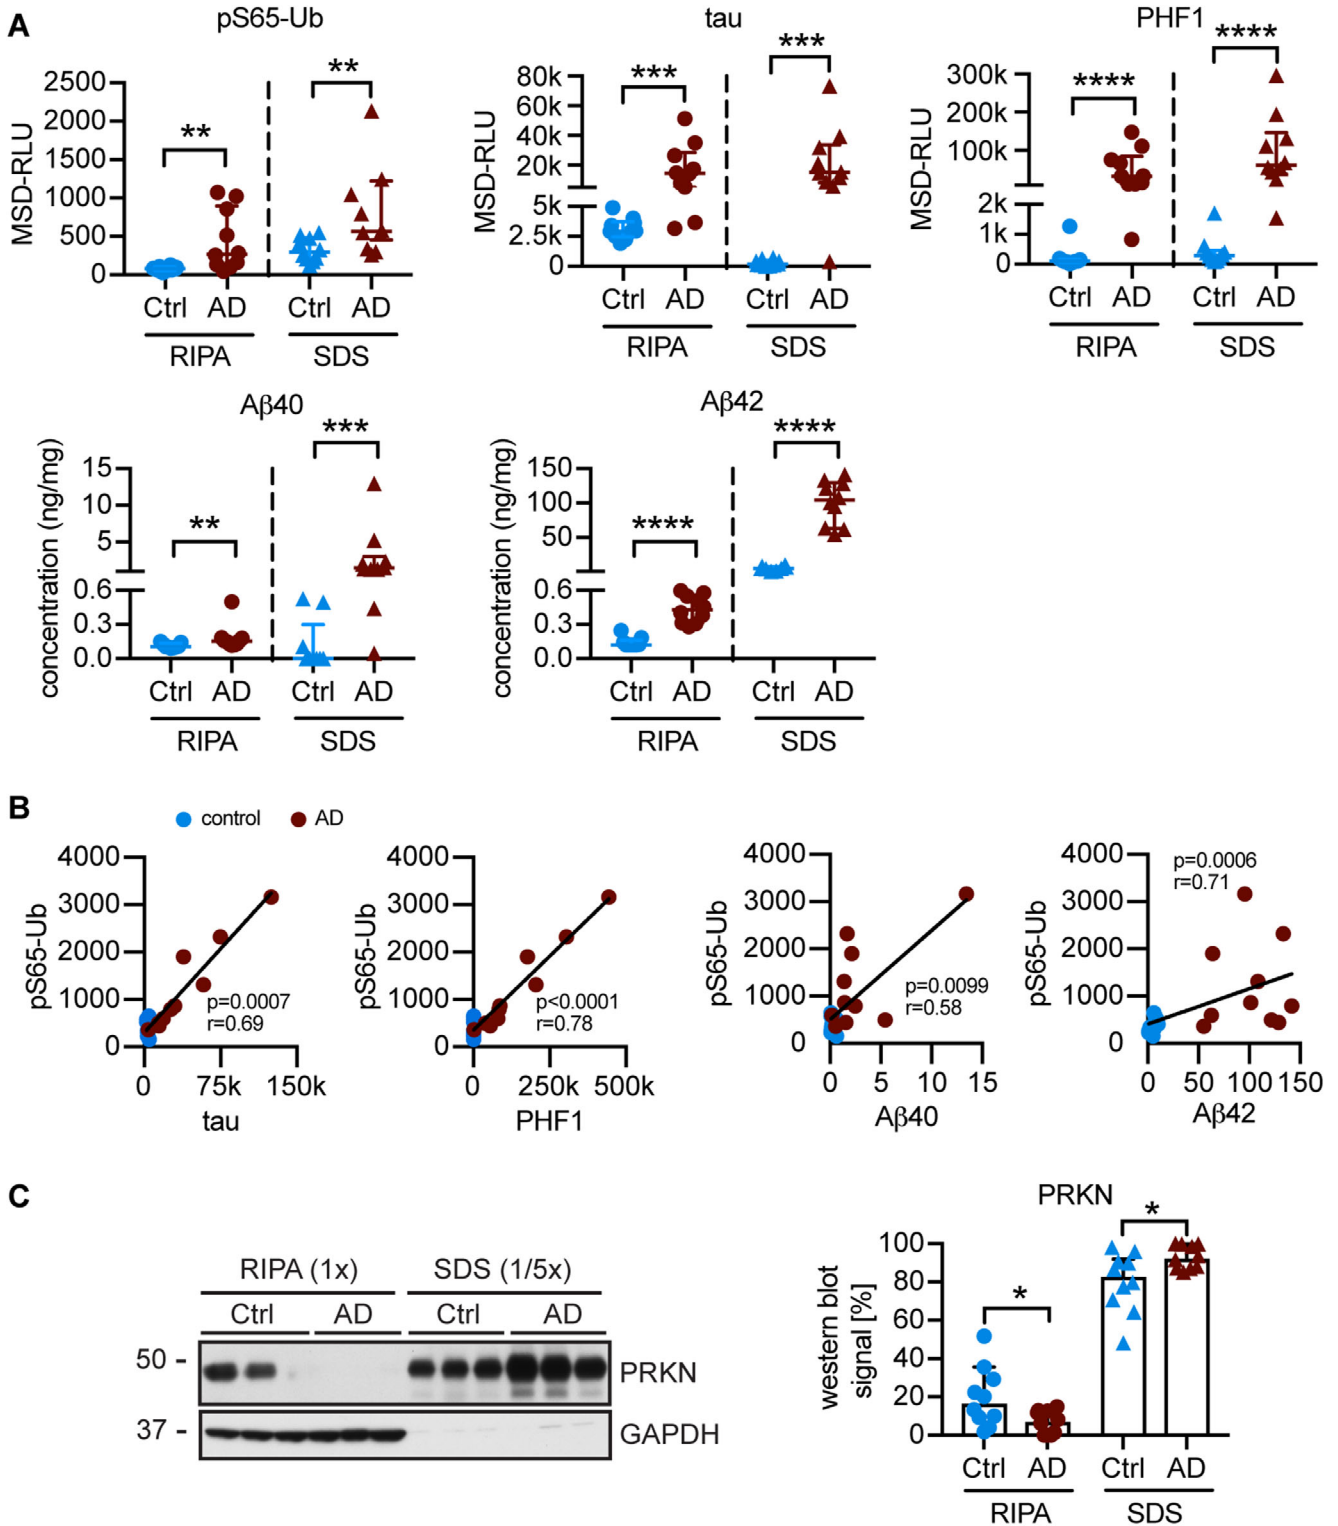 A
pS65-Ub
MSD-RLU
2500
2000
1500
1000
500
0
**
**
Ctrl AD Ctrl AD
RIPA SDS
tau
MSD-RLU
80k
60k
40k
20k
5k
2.5k
0
***
***
Ctrl AD Ctrl AD
RIPA SDS
PHF1
MSD-RLU
300k
200k
100k
2k
1k
0
****
****
Ctrl AD Ctrl AD
RIPA SDS
Aβ40
concentration (ng/mg)
15
10
5
0.6
0.3
0.0
**
***
Ctrl AD Ctrl AD
RIPA SDS
Aβ42
concentration (ng/mg)
150
100
50
0.6
0.3
0.0
****
****
Ctrl AD Ctrl AD
RIPA SDS
B
control AD
pS65-Ub
4000
3000
2000
1000
0
p=0.0007
r=0.69
0 75k 150k
tau
pS65-Ub
4000
3000
2000
1000
0
p<0.0001
r=0.78
0 250k 500k
PHF1
pS65-Ub
4000
3000
2000
1000
0
p=0.0099
r=0.58
0 5 10 15
Aβ40
pS65-Ub
4000
3000
2000
1000
0
p=0.0006
r=0.71
0 50 100 150
Aβ42
C
RIPA (1x) SDS (1/5x)
Ctrl AD Ctrl AD
50 - PRKN
37 - GAPDH
PRKN
western blot
signal [%]
100
80
60
40
20
0
*
*
Ctrl AD Ctrl AD
RIPA SDS